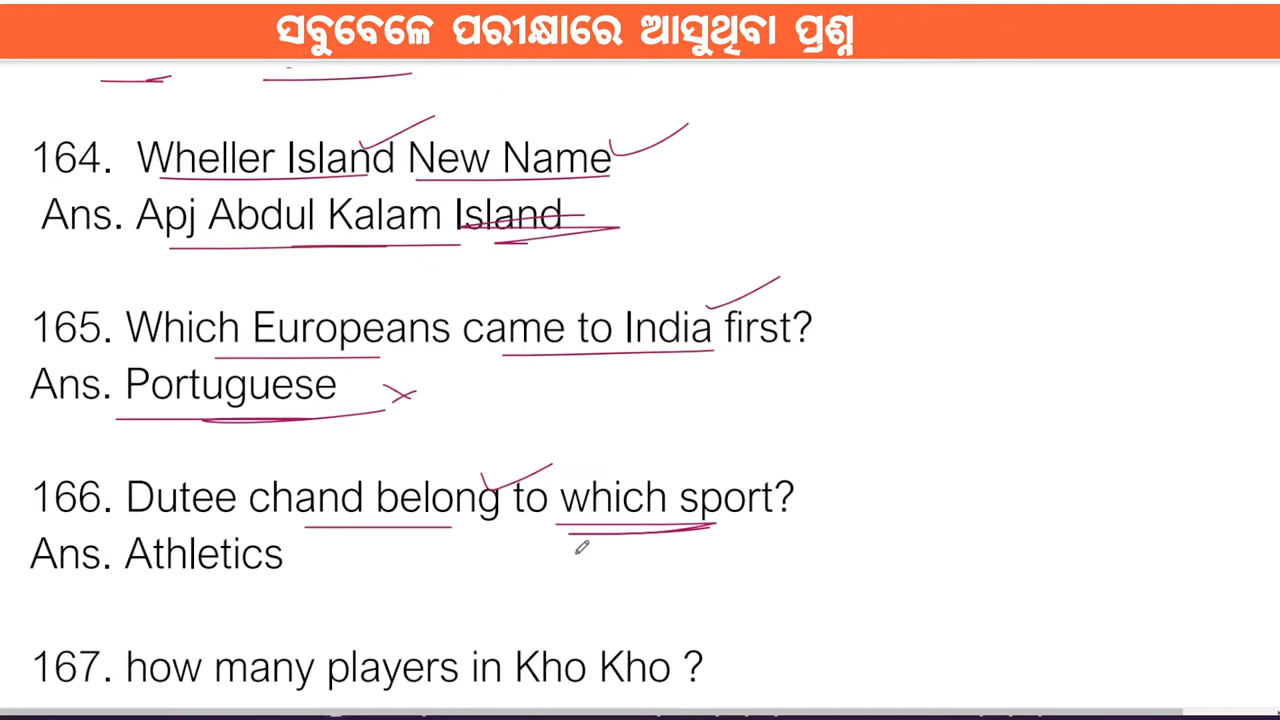 ସବୁବେଳେ ପରୀକ୍ଷାରେ ଆସୁଥିବା ପ୍ରଶ୍ନ
164. Wheller Island New Name
Ans. Apj Abdul Kalam Island
165. Which Europeans came to India first?
Ans. Portuguese
166. Dutee chand belong to which sport?
Ans. Athletics
167. how many players in Kho Kho ?